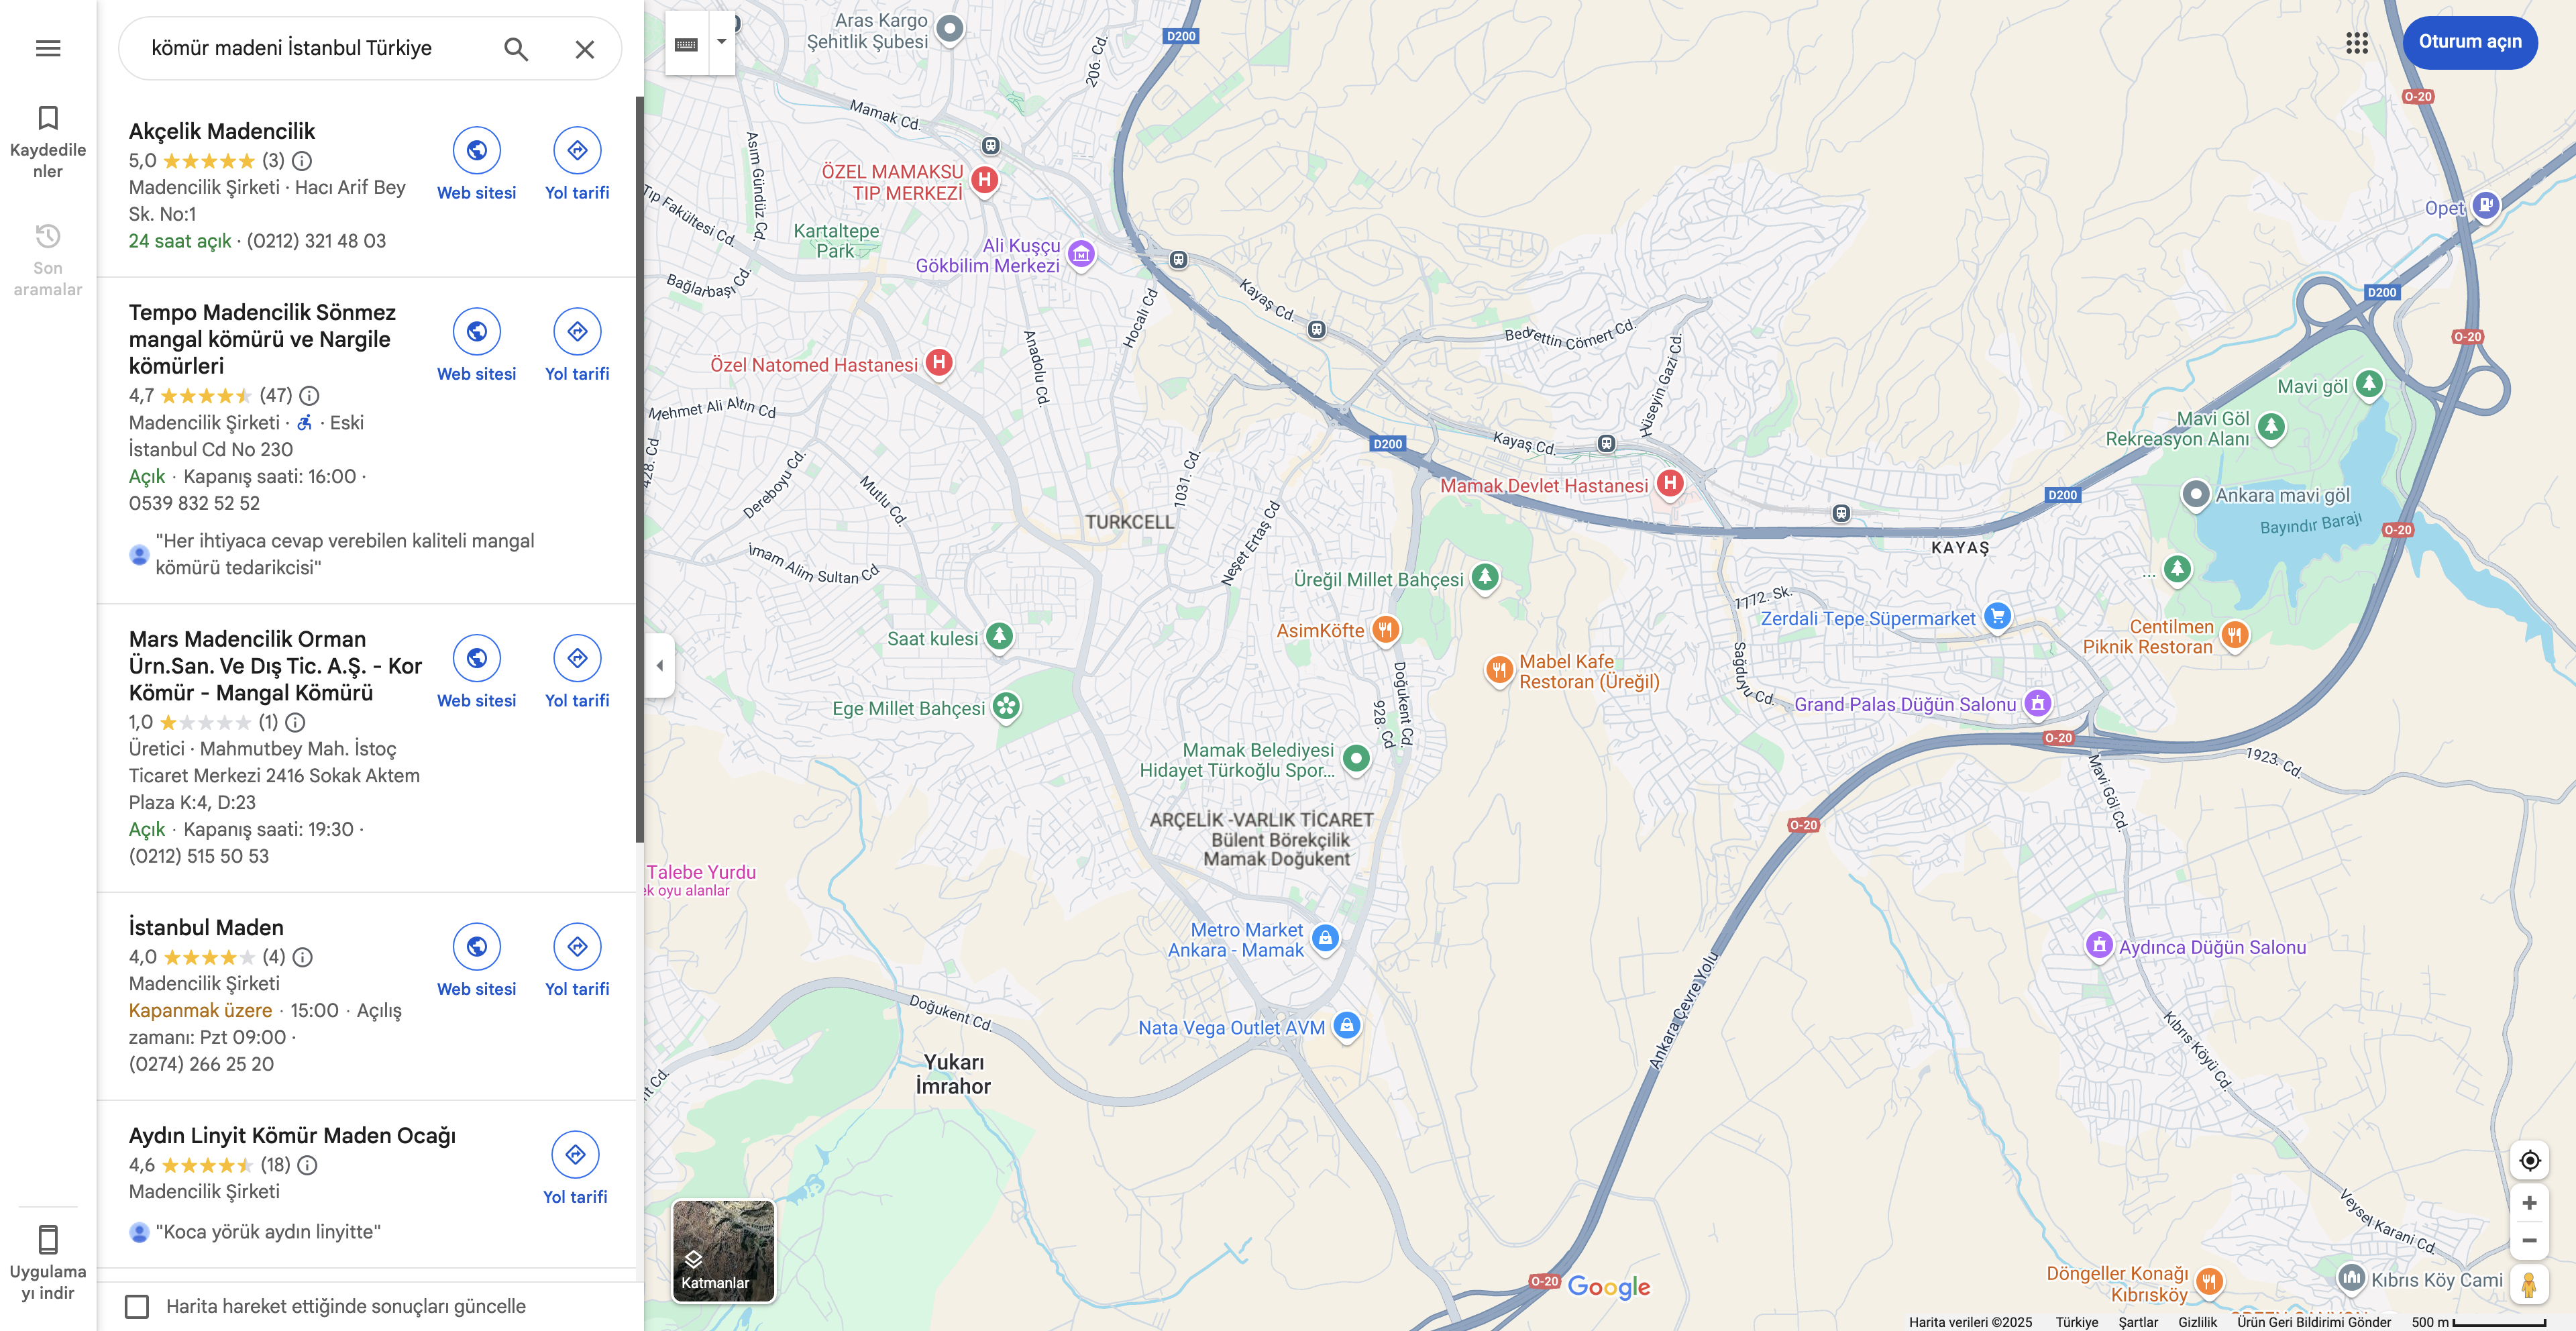 kömür madeni İstanbul Türkiye
Kaydedile
nler
Son
aramalar
Uygulama
yı indir
Akçelik Madencilik
5,0 (3)
Madencilik Şirketi · Hacı Arif Bey
Sk. No:1
24 saat açık · (0212) 321 48 03
Web sitesi
Yol tarifi
Tempo Madencilik Sönmez
mangal kömürü ve Nargile
kömürleri
4,7 (47)
Madencilik Şirketi · · Eski
İstanbul Cd No 230
Açık · Kapanış saati: 16:00 ·
0539 832 52 52
"Her ihtiyaca cevap verebilen kaliteli mangal
kömürü tedarikcisi"
Web sitesi
Yol tarifi
Mars Madencilik Orman
Ürn.San. Ve Dış Tic. A.Ş. - Kor
Kömür - Mangal Kömürü
1,0 (1)
Üretici · Mahmutbey Mah. İstoç
Ticaret Merkezi 2416 Sokak Aktem
Plaza K:4, D:23
Açık · Kapanış saati: 19:30 ·
(0212) 515 50 53
Web sitesi
Yol tarifi
İstanbul Maden
4,0 (4)
Madencilik Şirketi
Kapanmak üzere · 15:00 · Açılış
zamanı: Pzt 09:00 ·
(0274) 266 25 20
Web sitesi
Yol tarifi
Aydın Linyit Kömür Maden Ocağı
4,6 (18)
Madencilik Şirketi
"Koca yörük aydın linyitte"
Yol tarifi
Harita hareket ettiğinde sonuçları güncelle
Oturum açın
Aras Kargo
Şehitlik Şubesi
206. Cd.
D200
O-20
Mamak Cd.
Asım Gündüz Cd.
ÖZEL MAMAKSU
TIP MERKEZİ
Tıp Fakültesi Cd.
Kartaltepe
Park
Ali Kuşçu
Gökbilim Merkezi
Opet
Bağlarbaşı Cd.
Hocalı Cd
Kayaş Cd.
D200
Bedrettin Cömert Cd.
O-20
Özel Natomed Hastanesi
Anadolu Cd.
Hüseyin Gazi Cd.
Mavi göl
Mehmet Ali Altın Cd
Mavi Göl
Rekreasyon Alanı
428. Cd
D200
Kayaş Cd.
Dereboyu Cd.
Mutlu Cd.
1031. Cd.
Mamak Devlet Hastanesi
D200
Ankara mavi göl
TURKCELL
Bayındır Barajı
O-20
KAYAŞ
Neşet Ertaş Cd
İmam Alim Sultan Cd
Üreğil Millet Bahçesi
...
1772. Sk.
Zerdali Tepe Süpermarket
Saat kulesi
AsimKöfte
Centilmen
Piknik Restoran
Mabel Kafe
Restoran (Üreğil)
Sağduyu Cd.
Doğukent Cd.
928. Cd
Ege Millet Bahçesi
Grand Palas Düğün Salonu
O-20
Mamak Belediyesi
Hidayet Türkoğlu Spor...
1923. Cd.
Mavi Göl Cd.
ARÇELİK -VARLIK TİCARET
Bülent Börekçilik
Mamak Doğukent
O-20
Talebe Yurdu
ek oyu alanlar
Metro Market
Ankara - Mamak
Aydınca Düğün Salonu
Ankara Çevre Yolu
Doğukent Cd.
Nata Vega Outlet AVM
Kıbrıs Köyü Cd.
Yukarı
İmrahor
Veysel Karani Cd.
Katmanlar
O-20
Google
Döngeller Konağı
Kıbrısköy
Kıbrıs Köy Cami
Harita verileri ©2025
Türkiye
Şartlar
Gizlilik
Ürün Geri Bildirimi Gönder
500 m